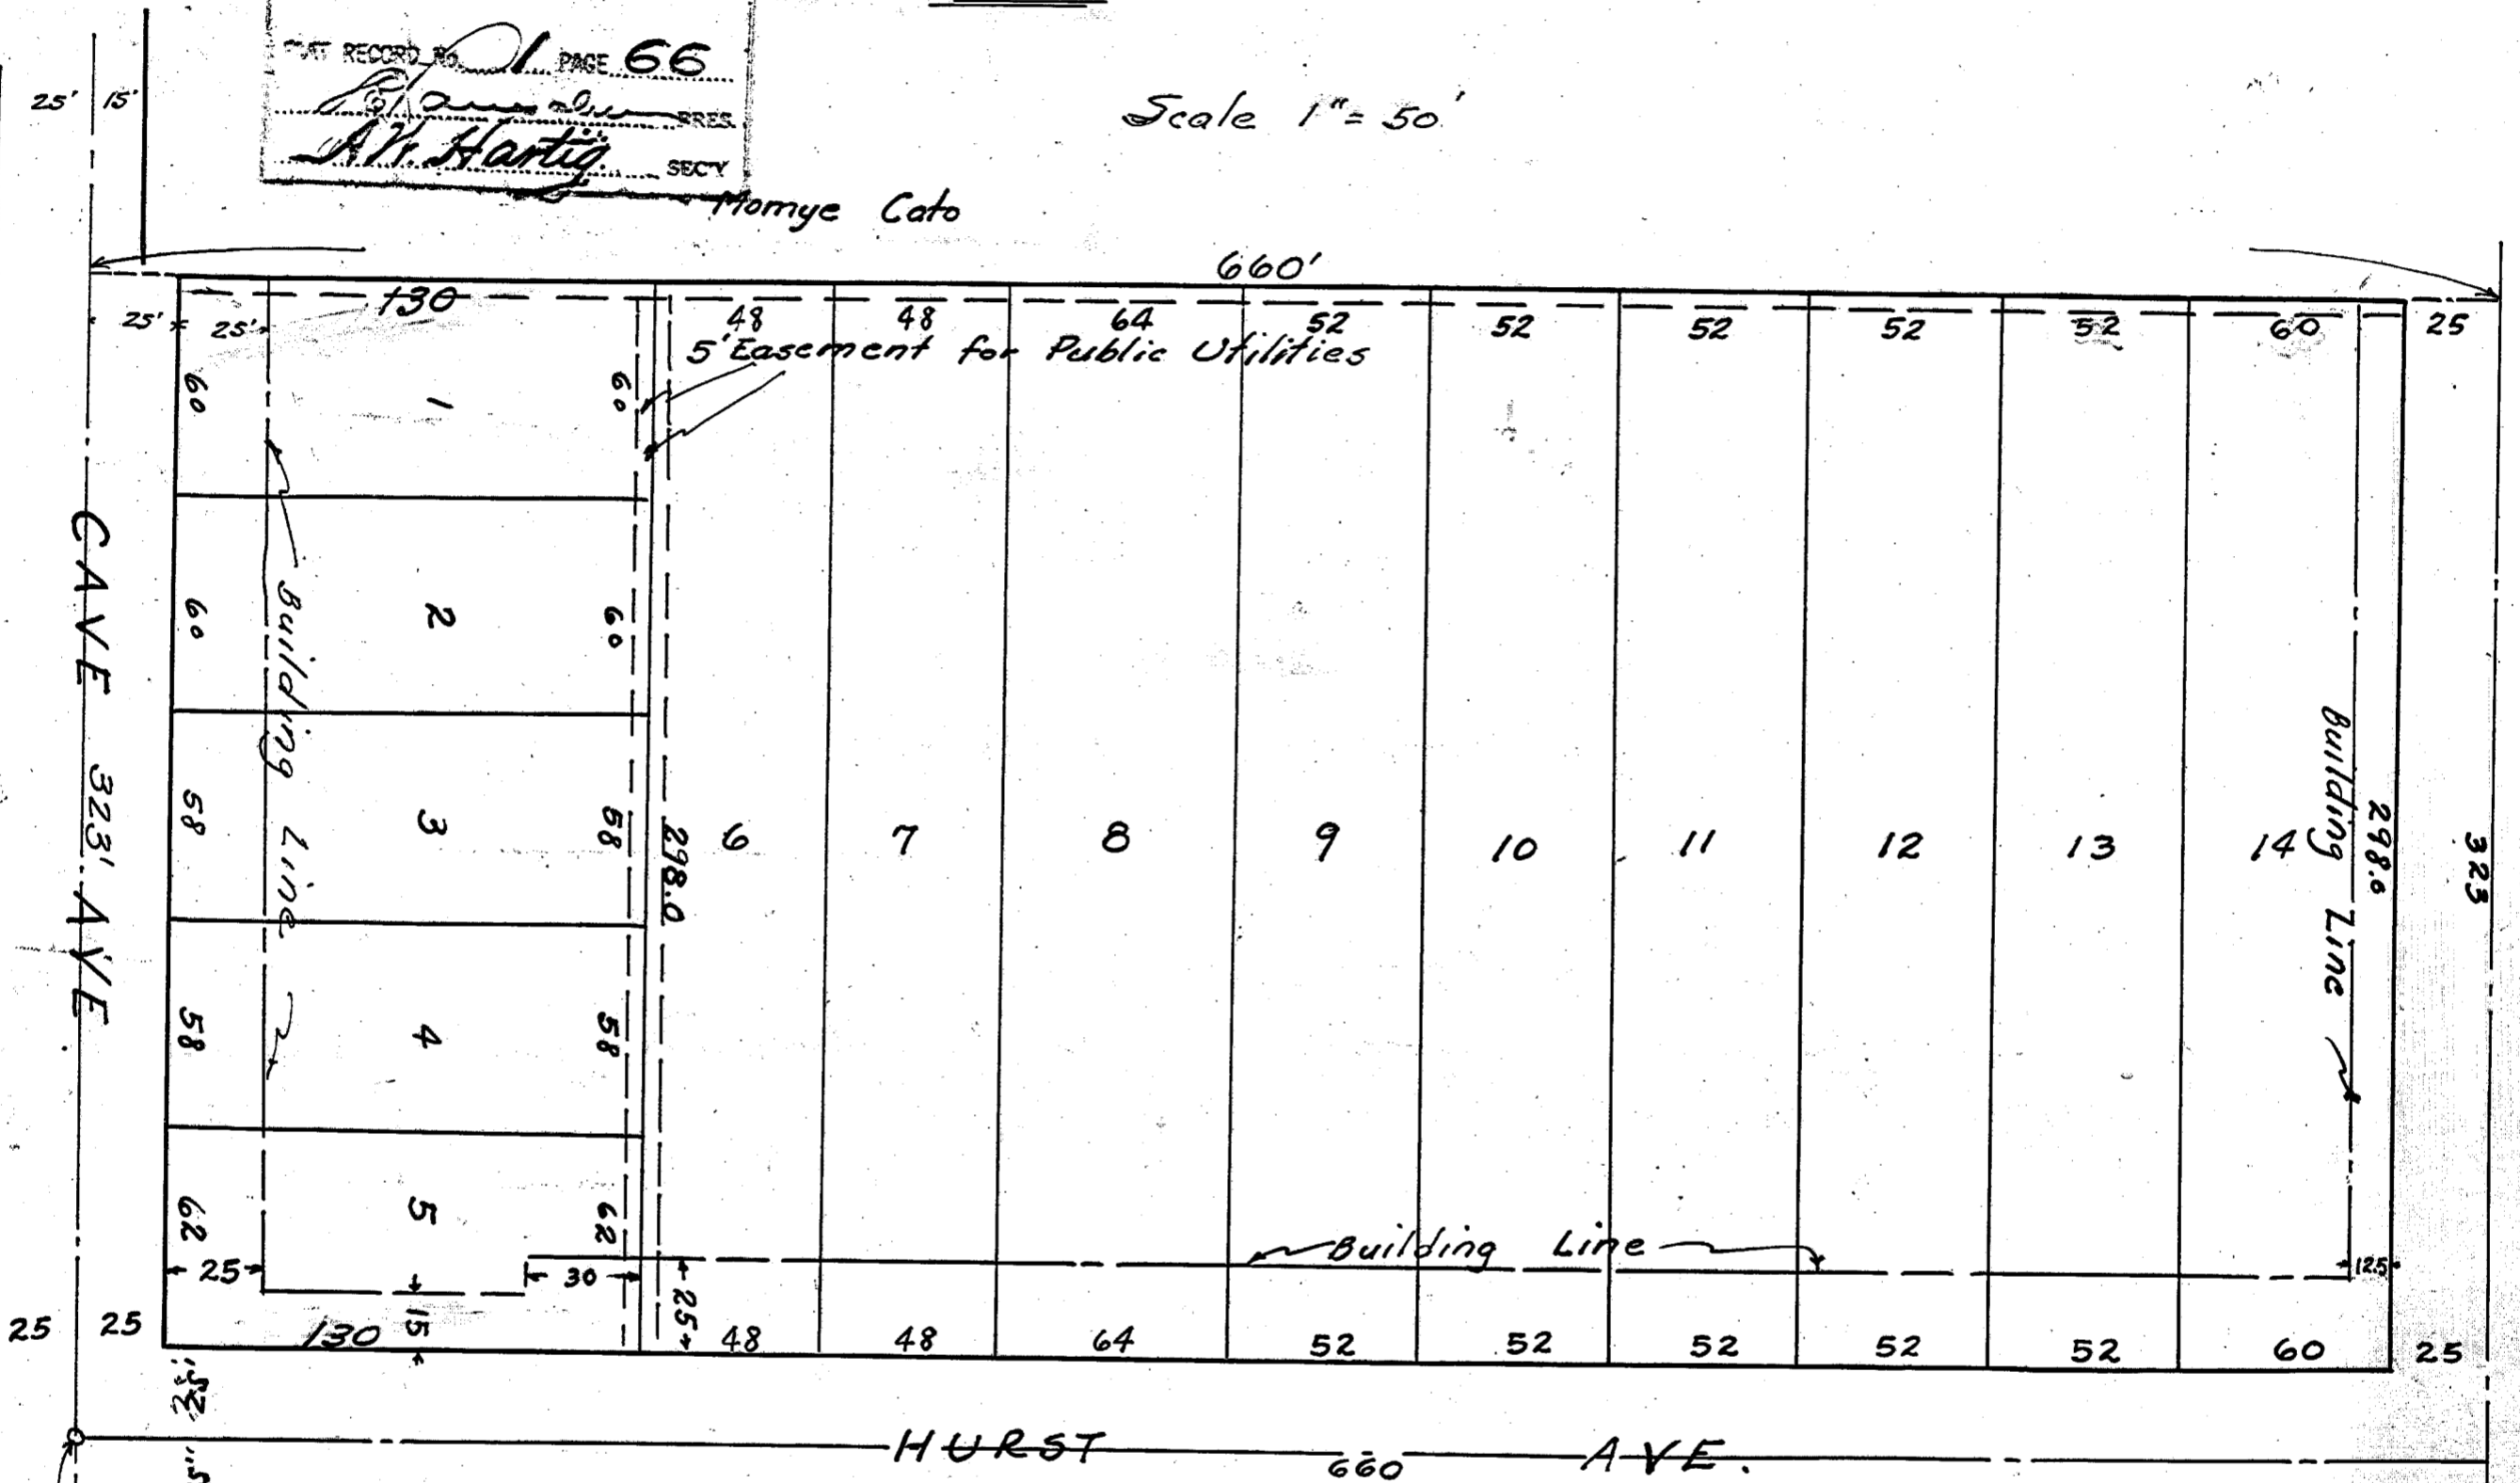 PLAT RECORD No. 1 PAGE 66
PRES.
A.W. Hartig SECY
25' 15'
Scale 1" = 50'
Momye Cato
660'
130
25' 25' 48 48 64 52 52 52 52 52 60 25
5' Easement for Public Utilities
60 1 60
60 2 60
Building Line
58 3 58
58 4 58
62 5 62
CAVE 323' AVE
298.0
6 7 8 9 10 11 12 13 14
Building Line
298.0
323
Building Line
25 30 25 12.5
15
25 25 130 48 48 64 52 52 52 52 52 60 25
25'
HURST 660 AVE.